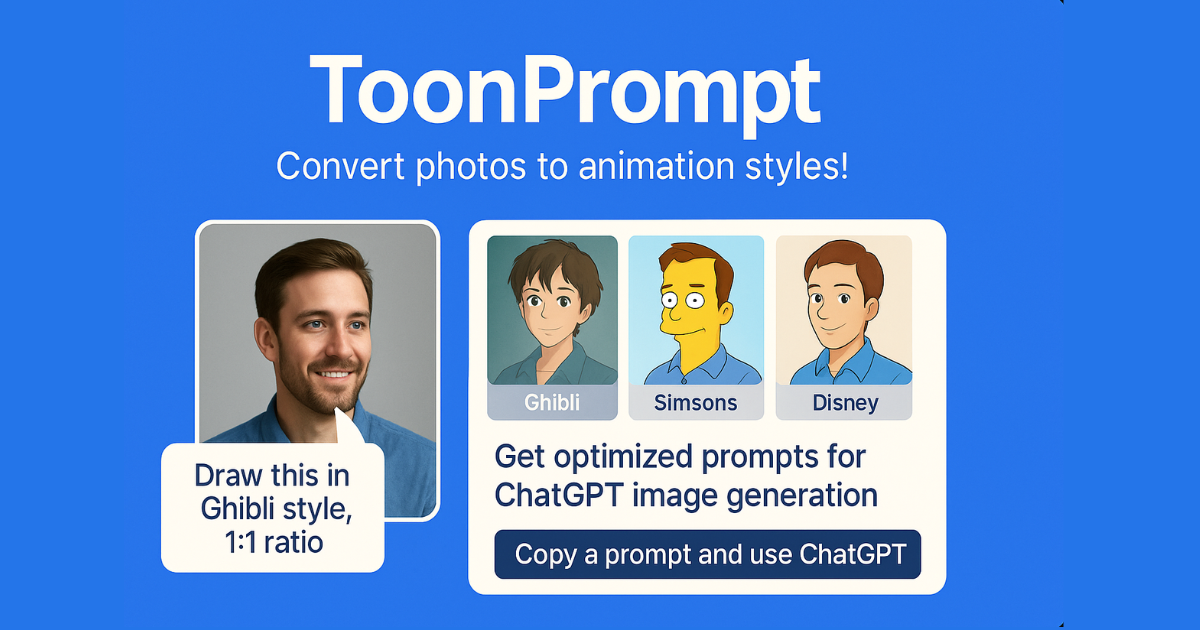 ToonPrompt
Convert photos to animation styles!
Draw this in
Ghibli style,
1:1 ratio
Ghibli
Simsons
Disney
Get optimized prompts for
ChatGPT image generation
Copy a prompt and use ChatGPT